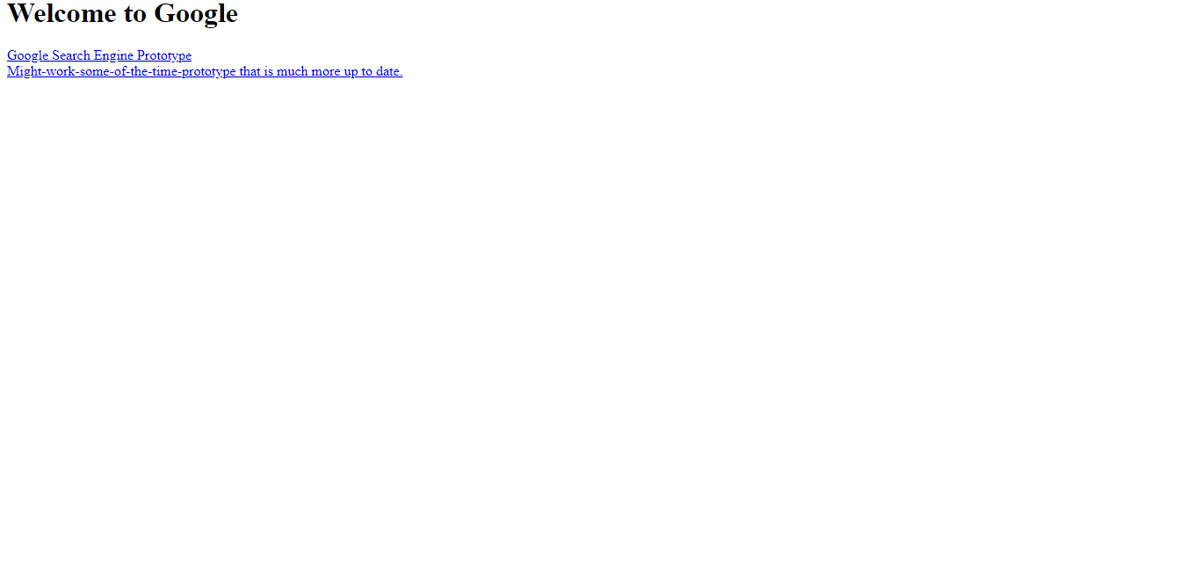 Welcome to Google
Google Search Engine Prototype
Might-work-some-of-the-time-prototype that is much more up to date.